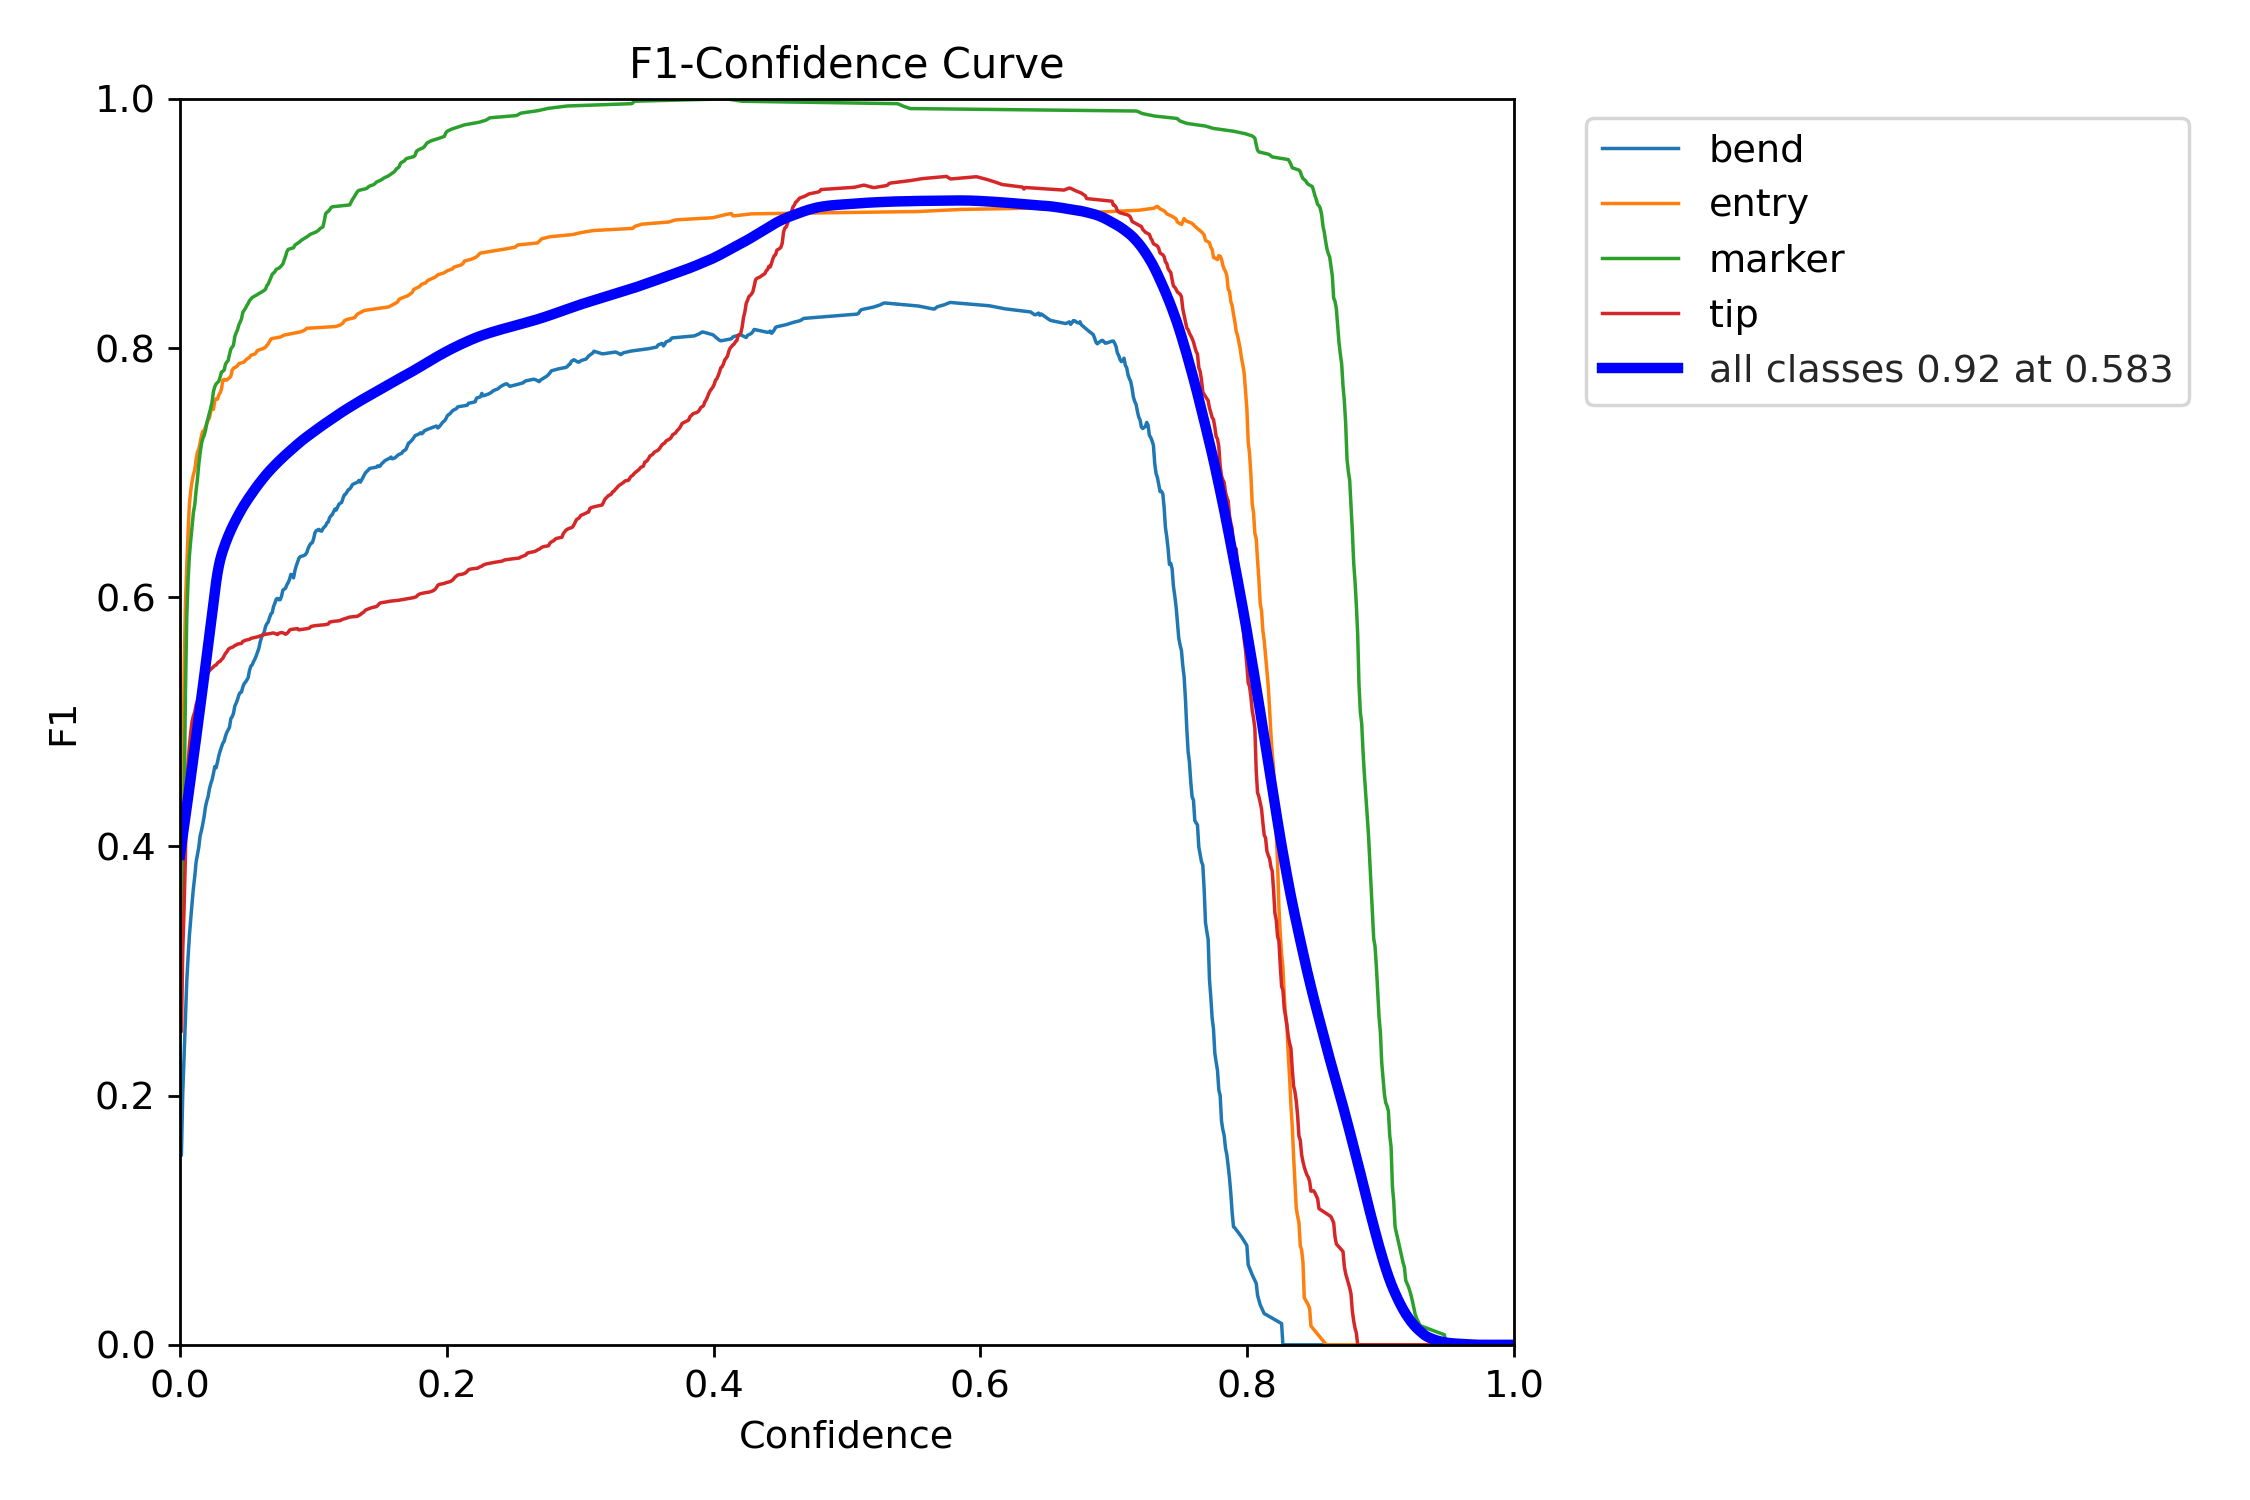 F1-Confidence Curve
1.0
0.8
0.6
0.4
0.2
0.0
F1
0.0 0.2 0.4 0.6 0.8 1.0
Confidence
bend
entry
marker
tip
all classes 0.92 at 0.583